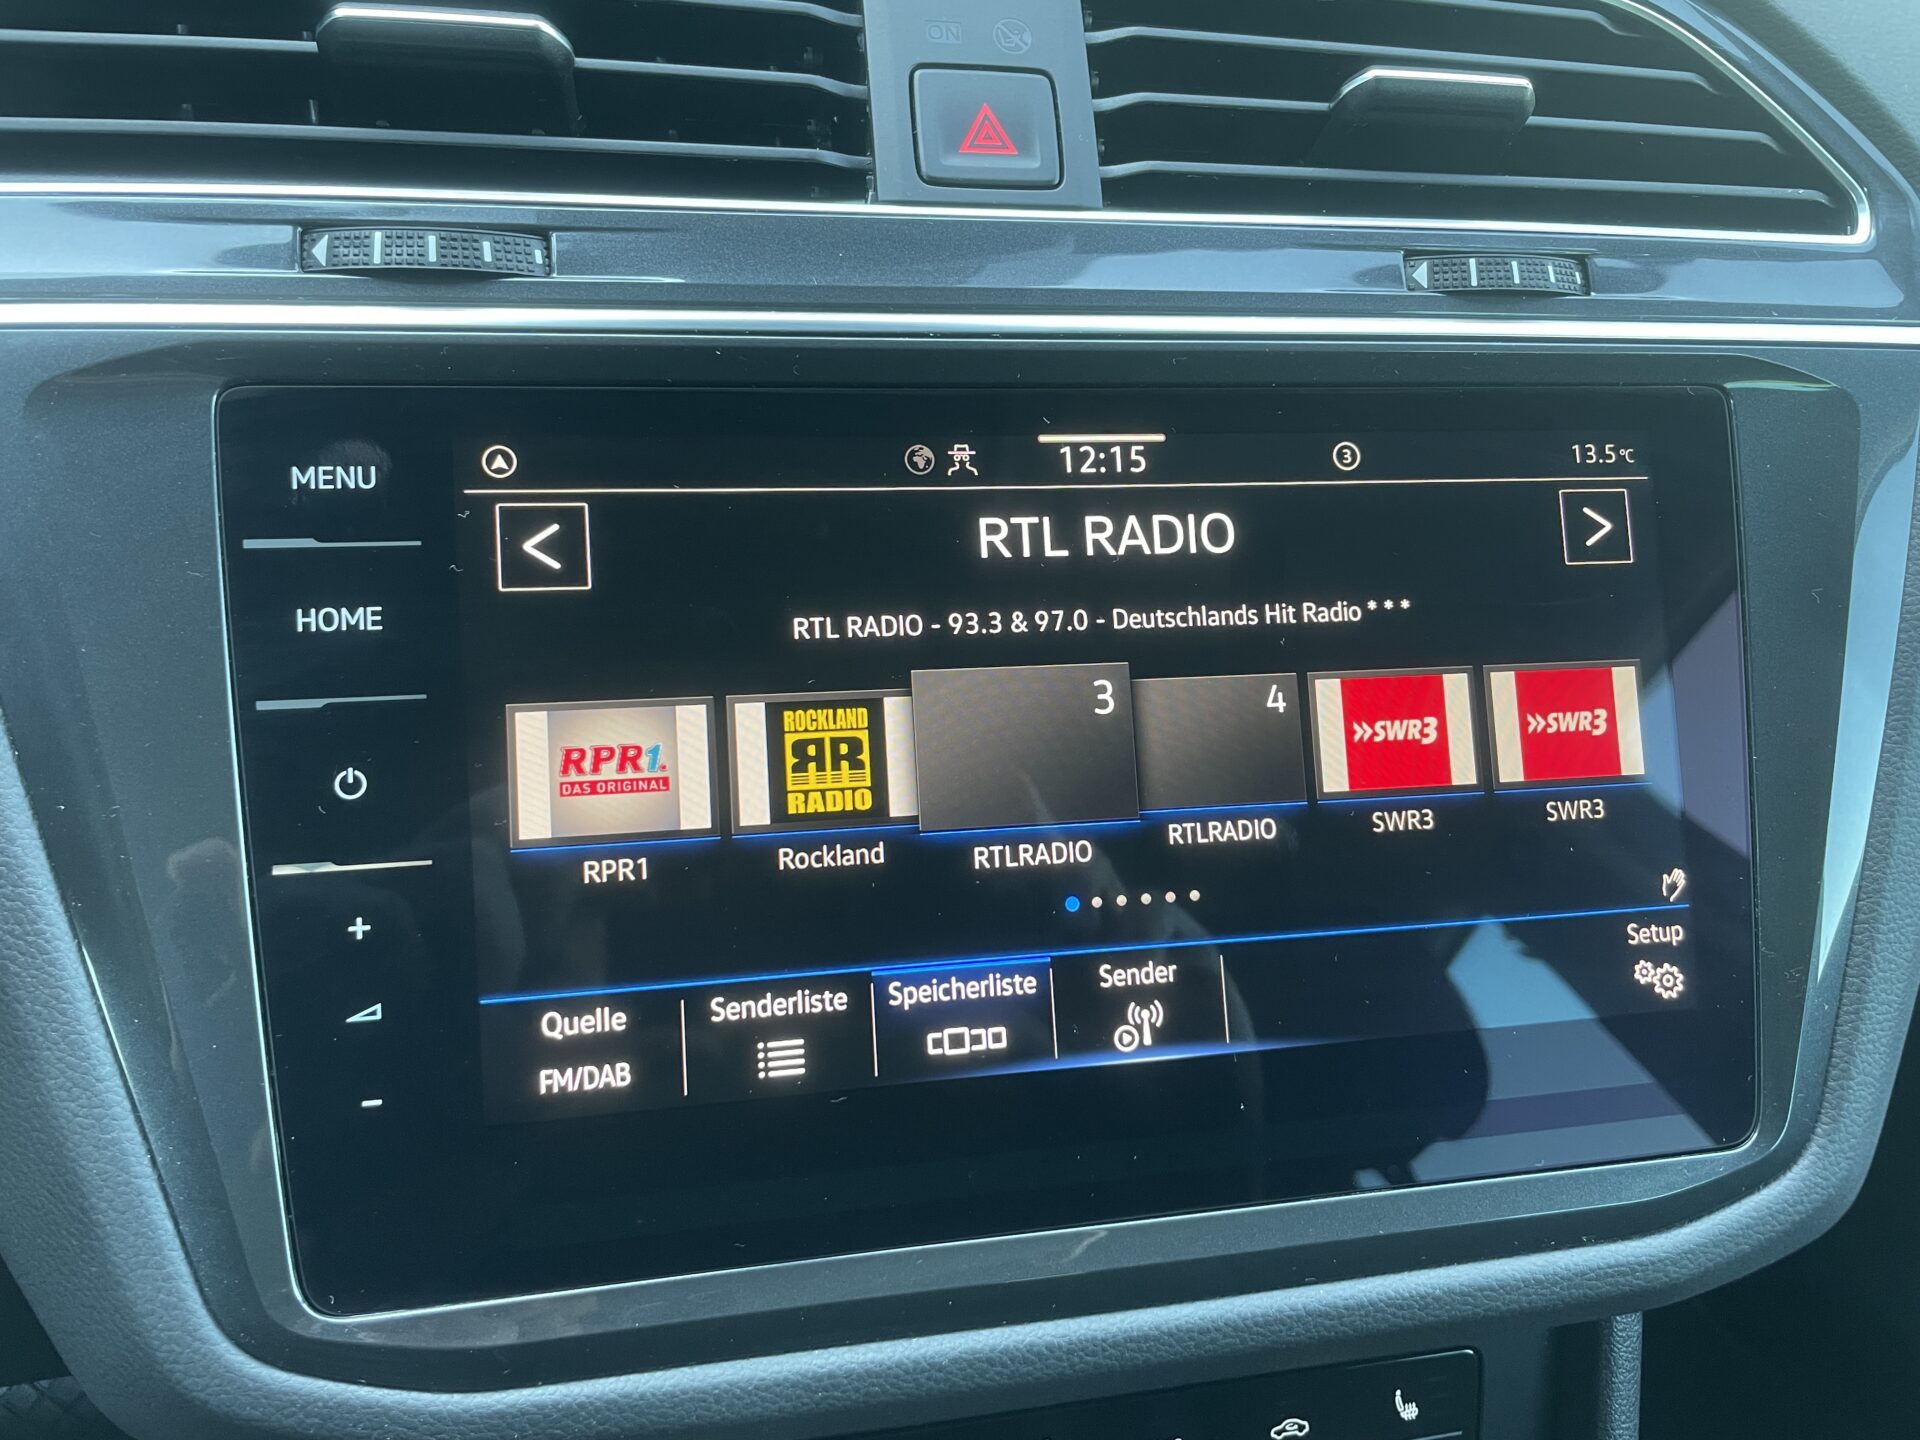 ON
MENU
HOME
+
-
12:15
3
13.5°C
<
RTL RADIO
>
RTL RADIO - 93.3 & 97.0 - Deutschlands Hit Radio * * *
RPR1.
DAS ORIGINAL
ROCKLAND
RR
RADIO
3
4
»SWR3
»SWR3
RPR1
Rockland
RTLRADIO
RTLRADIO
SWR3
SWR3
Quelle
FM/DAB
Senderliste
Speicherliste
Sender
Setup